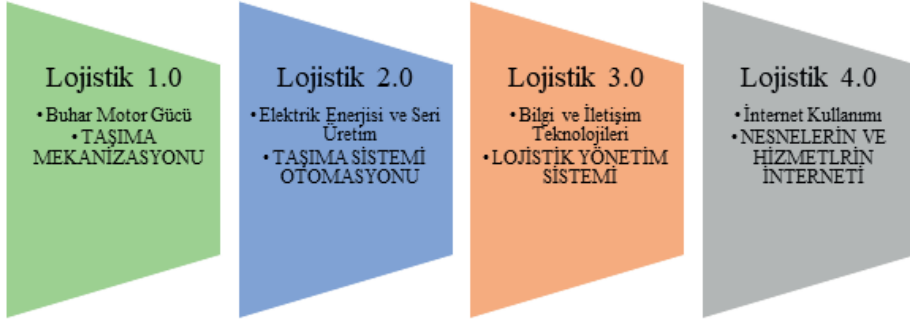 Lojistik 1.0
•Buhar Motor Gücü
•TAŞIMA
MEKANİZASYONU
Lojistik 2.0
•Elektrik Enerjisi ve Seri
Üretim
•TAŞIMA SİSTEMİ
OTOMASYONU
Lojistik 3.0
•Bilgi ve İletişim
Teknolojileri
•LOJİSTİK YÖNETİM
SİSTEMİ
Lojistik 4.0
•İnternet Kullanımı
•NESNELERİN VE
HİZMETLRİN
İNTERNETİ